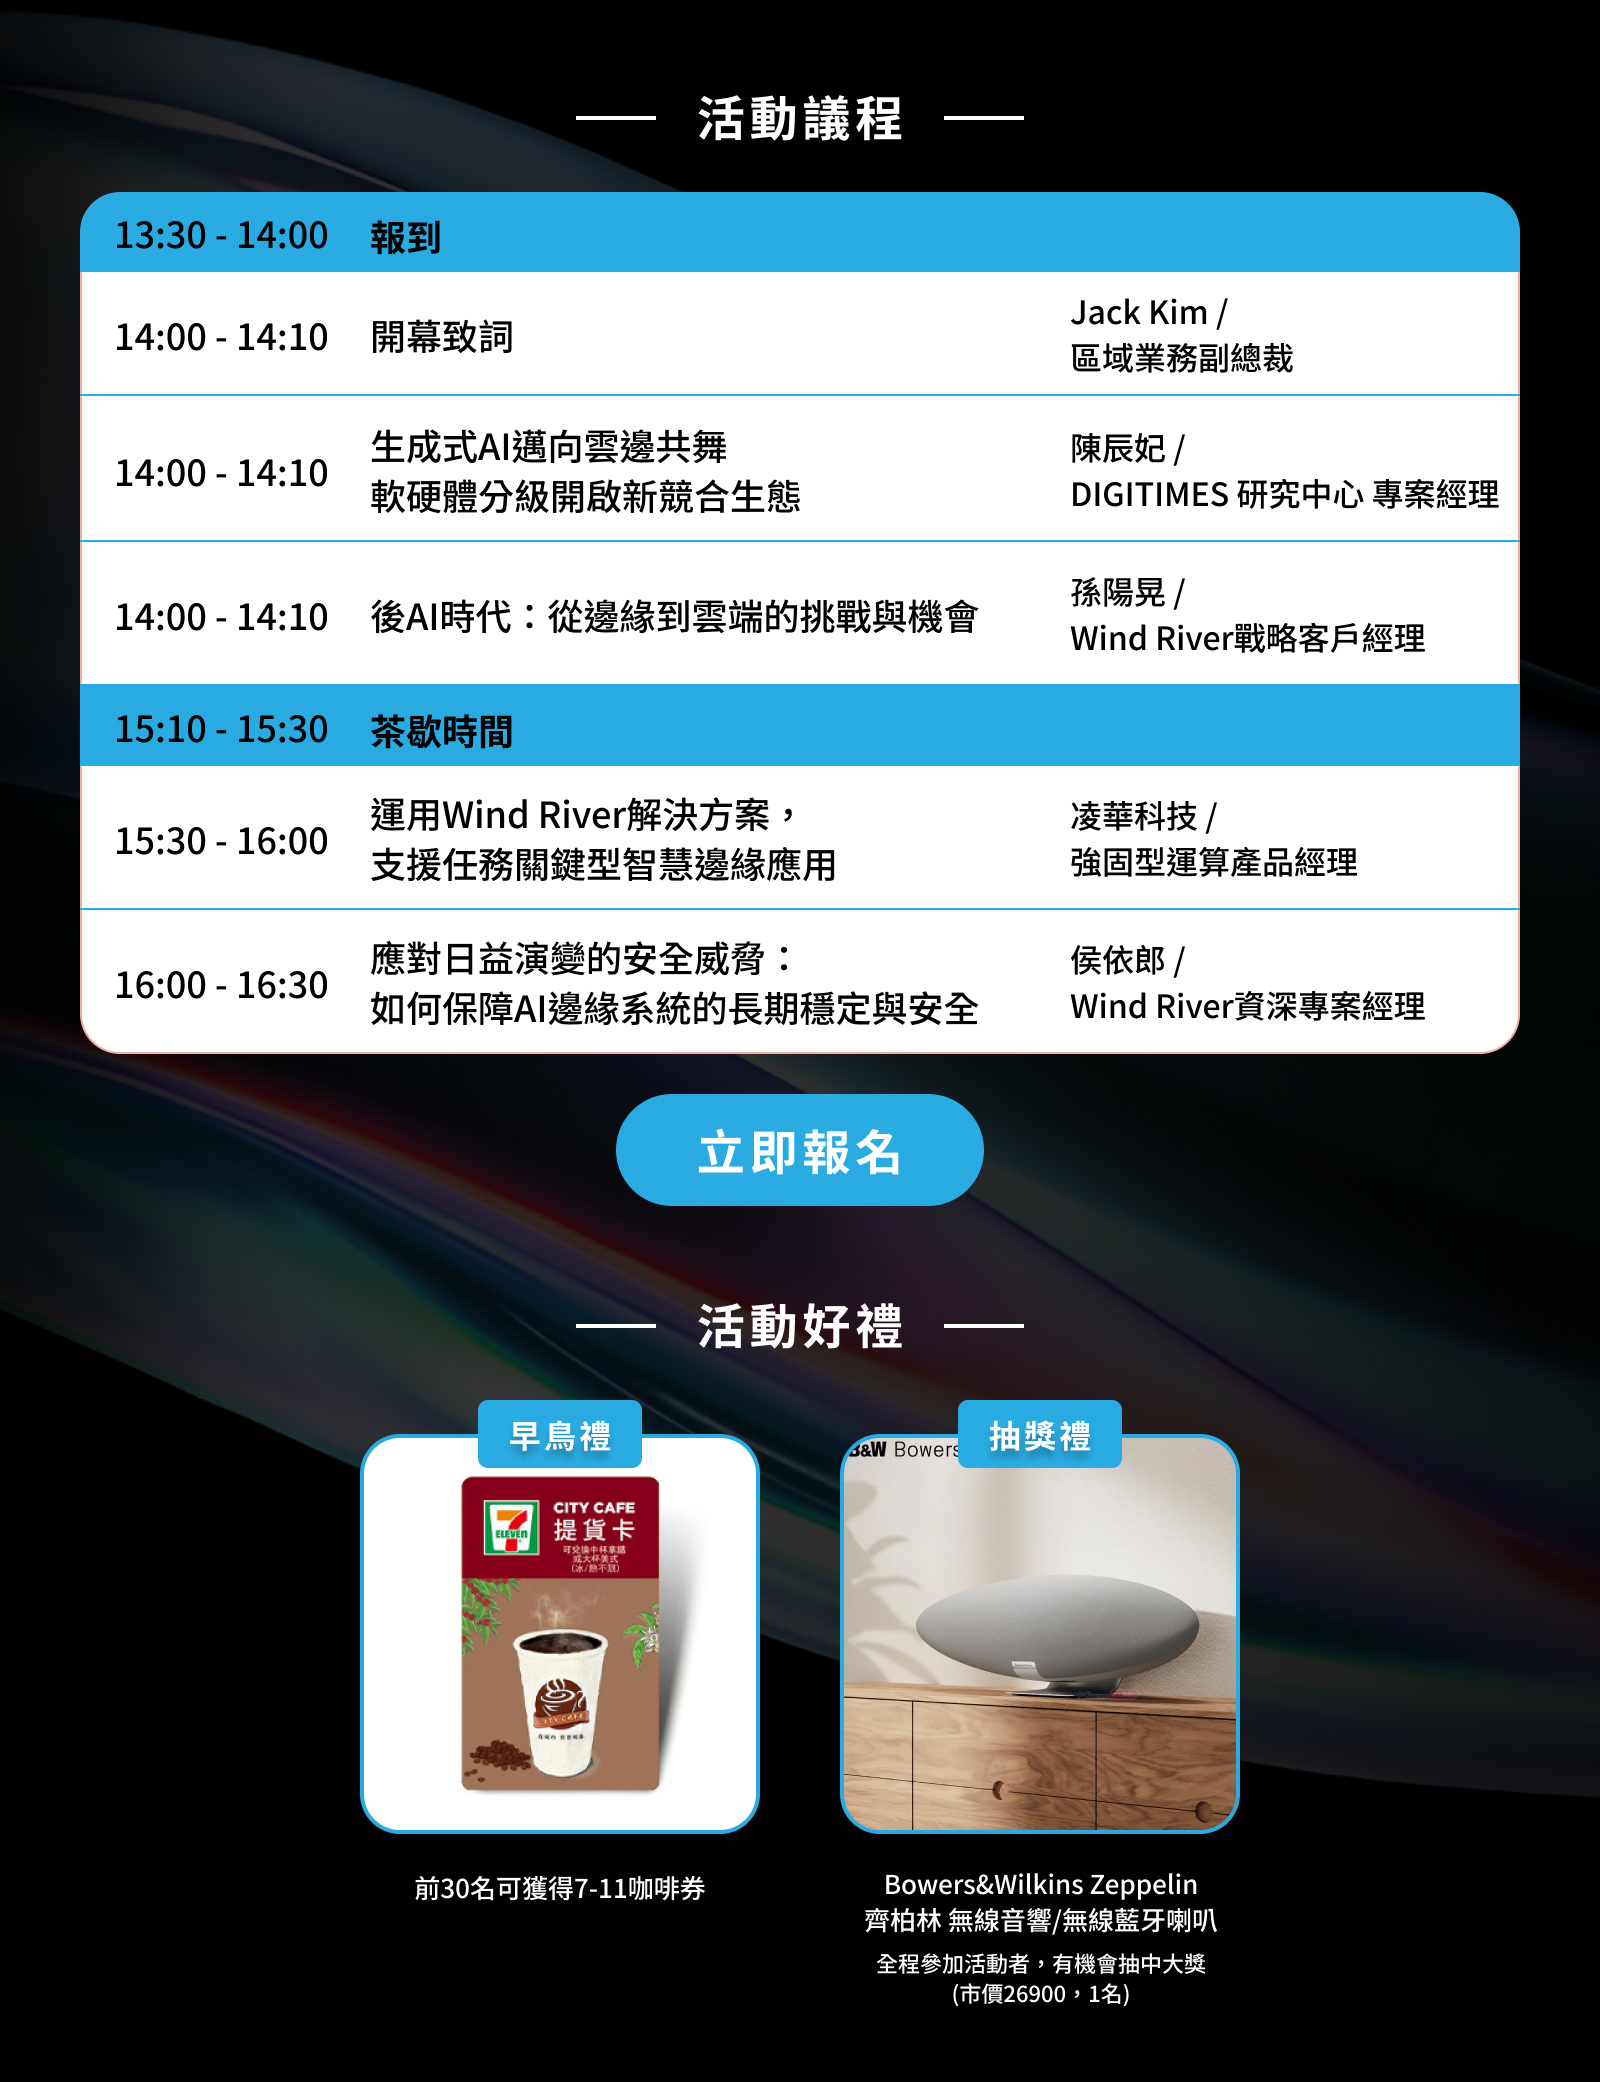 活動議程
13:30 - 14:00 報到
14:00 - 14:10 開幕致詞 Jack Kim /
區域業務副總裁
14:00 - 14:10
生成式AI邁向雲邊共舞
軟硬體分級開啟新競合生態
陳辰妃 /
DIGITIMES 研究中心 專案經理
14:00 - 14:10 後AI時代：從邊緣到雲端的挑戰與機會
孫陽晃 /
Wind River戰略客戶經理
15:10 - 15:30 茶歇時間
15:30 - 16:00
運用Wind River解決方案，
支援任務關鍵型智慧邊緣應用
凌華科技 /
強固型運算產品經理
16:00 - 16:30
應對日益演變的安全威脅：
如何保障AI邊緣系統的長期穩定與安全
侯依郎 /
Wind River資深專案經理
立即報名
活動好禮
早鳥禮
ELEVEN
CITY CAFE
提貨卡
可兌換中杯拿鐵
或大杯美式
(冰/熱不限)
CITY CAFE
前30名可獲得7-11咖啡券
抽獎禮
B&W Bowers
Bowers&Wilkins Zeppelin
齊柏林 無線音響/無線藍牙喇叭
全程參加活動者，有機會抽中大獎
(市價26900，1名)